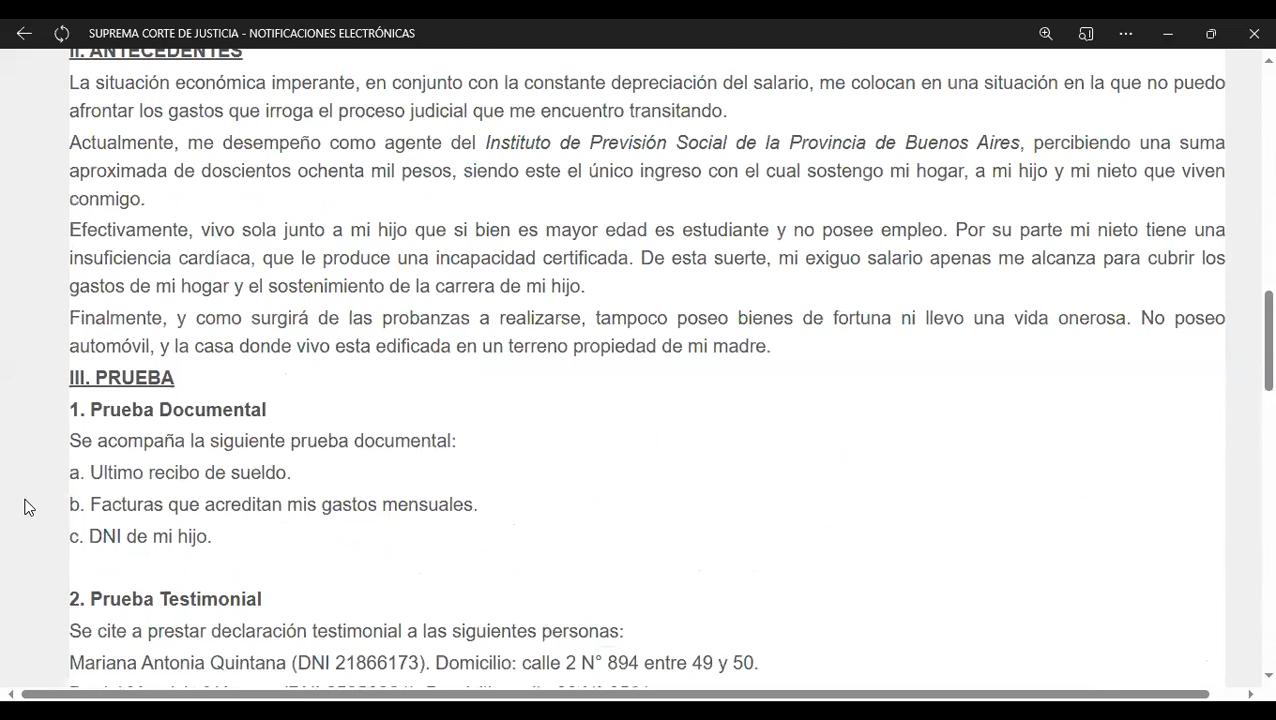 SUPREMA CORTE DE JUSTICIA - NOTIFICACIONES ELECTRÓNICAS
II. ANTECEDENTES
La situación económica imperante, en conjunto con la constante depreciación del salario, me colocan en una situación en la que no puedo
afrontar los gastos que irroga el proceso judicial que me encuentro transitando.
Actualmente, me desempeño como agente del Instituto de Previsión Social de la Provincia de Buenos Aires, percibiendo una suma
aproximada de doscientos ochenta mil pesos, siendo este el único ingreso con el cual sostengo mi hogar, a mi hijo y mi nieto que viven
conmigo.
Efectivamente, vivo sola junto a mi hijo que si bien es mayor edad es estudiante y no posee empleo. Por su parte mi nieto tiene una
insuficiencia cardíaca, que le produce una incapacidad certificada. De esta suerte, mi exiguo salario apenas me alcanza para cubrir los
gastos de mi hogar y el sostenimiento de la carrera de mi hijo.
Finalmente, y como surgirá de las probanzas a realizarse, tampoco poseo bienes de fortuna ni llevo una vida onerosa. No poseo
automóvil, y la casa donde vivo esta edificada en un terreno propiedad de mi madre.
III. PRUEBA
1. Prueba Documental
Se acompaña la siguiente prueba documental:
a. Ultimo recibo de sueldo.
b. Facturas que acreditan mis gastos mensuales.
c. DNI de mi hijo.
2. Prueba Testimonial
Se cite a prestar declaración testimonial a las siguientes personas:
Mariana Antonia Quintana (DNI 21866173). Domicilio: calle 2 N° 894 entre 49 y 50.